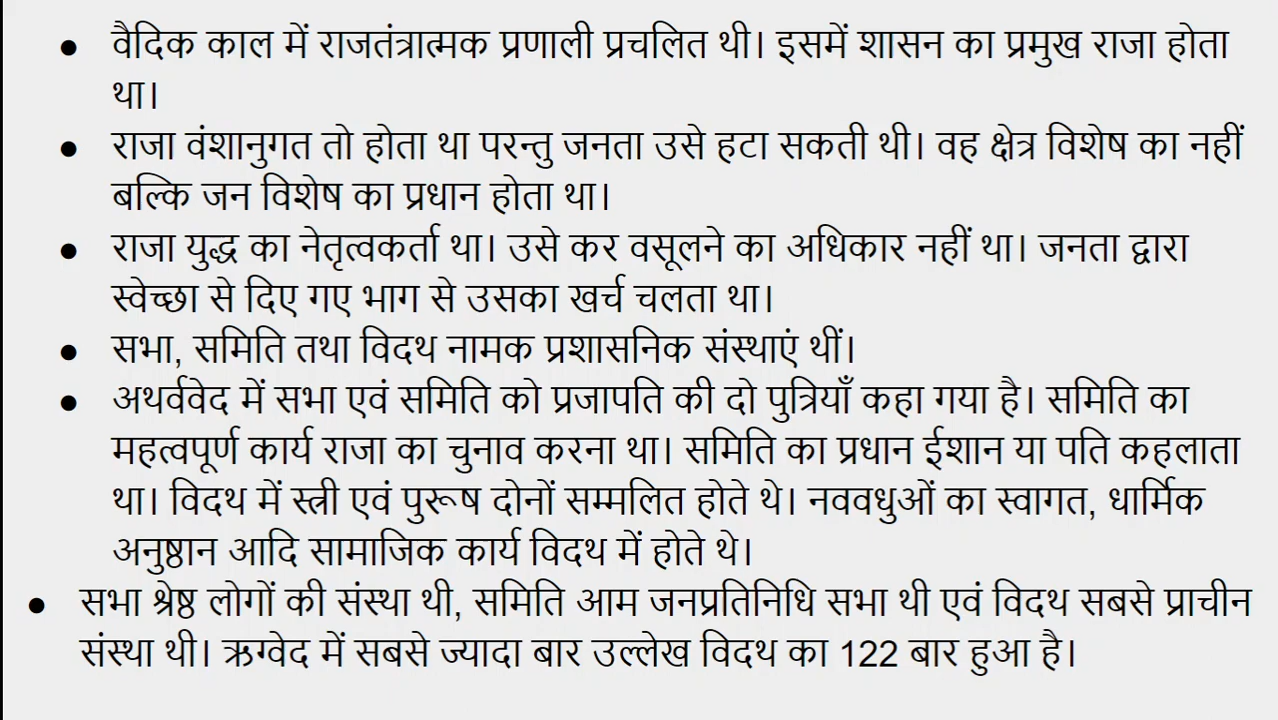 ● वैदिक काल में राजतंत्रात्मक प्रणाली प्रचलित थी। इसमें शासन का प्रमुख राजा होता
था।
● राजा वंशानुगत तो होता था परन्तु जनता उसे हटा सकती थी। वह क्षेत्र विशेष का नहीं
बल्कि जन विशेष का प्रधान होता था।
● राजा युद्ध का नेतृत्वकर्ता था। उसे कर वसूलने का अधिकार नहीं था। जनता द्वारा
स्वेच्छा से दिए गए भाग से उसका खर्च चलता था।
● सभा, समिति तथा विदथ नामक प्रशासनिक संस्थाएं थीं।
● अथर्ववेद में सभा एवं समिति को प्रजापति की दो पुत्रियाँ कहा गया है। समिति का
महत्वपूर्ण कार्य राजा का चुनाव करना था। समिति का प्रधान ईशान या पति कहलाता
था। विदथ में स्त्री एवं पुरूष दोनों सम्मलित होते थे। नववधुओं का स्वागत, धार्मिक
अनुष्ठान आदि सामाजिक कार्य विदथ में होते थे।
● सभा श्रेष्ठ लोगों की संस्था थी, समिति आम जनप्रतिनिधि सभा थी एवं विदथ सबसे प्राचीन
संस्था थी। ऋग्वेद में सबसे ज्यादा बार उल्लेख विदथ का 122 बार हुआ है।